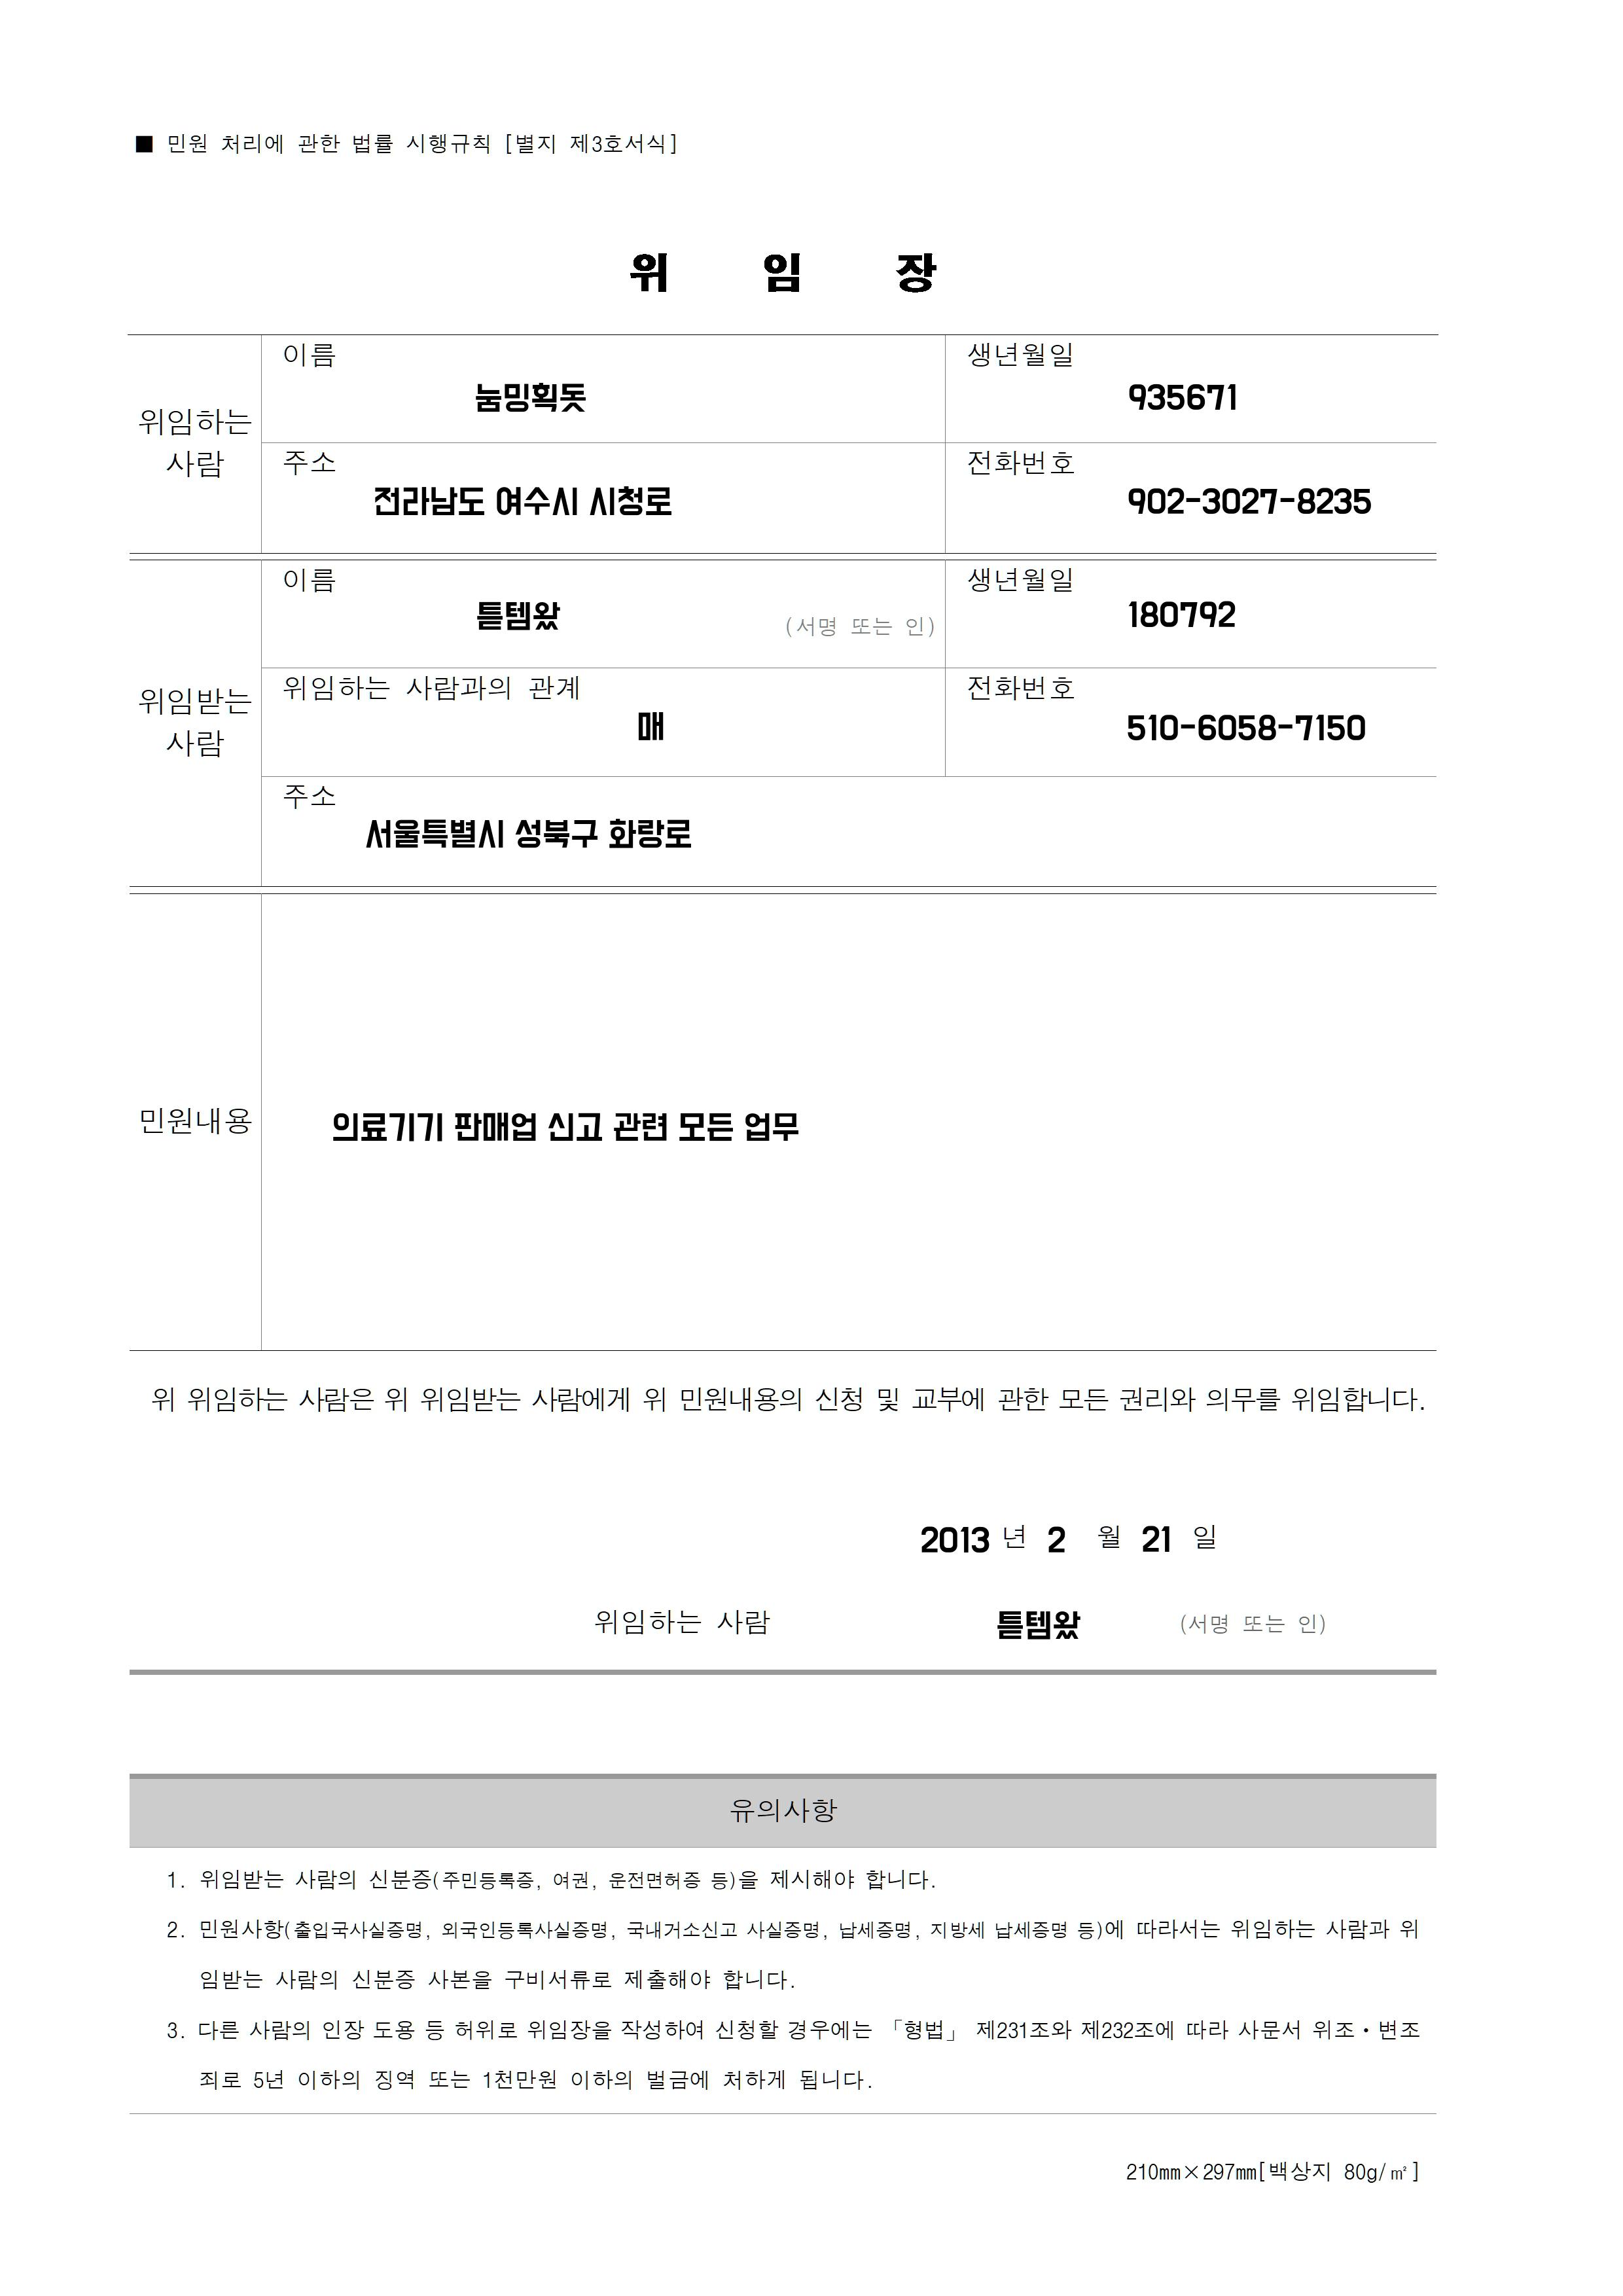 ■ 민원 처리에 관한 법률 시행규칙 [별지 제3호서식]
위 임 장
위임하는 사람
이름
눔밍획돗
생년월일
935671
주소
전라남도 여수시 시청로
전화번호
902-3027-8235
위임받는 사람
이름
틑템왔
(서명 또는 인)
생년월일
180792
위임하는 사람과의 관계
매
전화번호
510-6058-7150
주소
서울특별시 성북구 화랑로
민원내용
의료기기 판매업 신고 관련 모든 업무
위 위임하는 사람은 위 위임받는 사람에게 위 민원내용의 신청 및 교부에 관한 모든 권리와 의무를 위임합니다.
2013 년 2 월 21 일
위임하는 사람 틑템왔 (서명 또는 인)
유의사항
1. 위임받는 사람의 신분증(주민등록증, 여권, 운전면허증 등)을 제시해야 합니다.
2. 민원사항(출입국사실증명, 외국인등록사실증명, 국내거소신고 사실증명, 납세증명, 지방세 납세증명 등)에 따라서는 위임하는 사람과 위
임받는 사람의 신분증 사본을 구비서류로 제출해야 합니다.
3. 다른 사람의 인장 도용 등 허위로 위임장을 작성하여 신청할 경우에는 「형법」 제231조와 제232조에 따라 사문서 위조·변조
죄로 5년 이하의 징역 또는 1천만원 이하의 벌금에 처하게 됩니다.
210㎜×297㎜[백상지 80g/㎡]